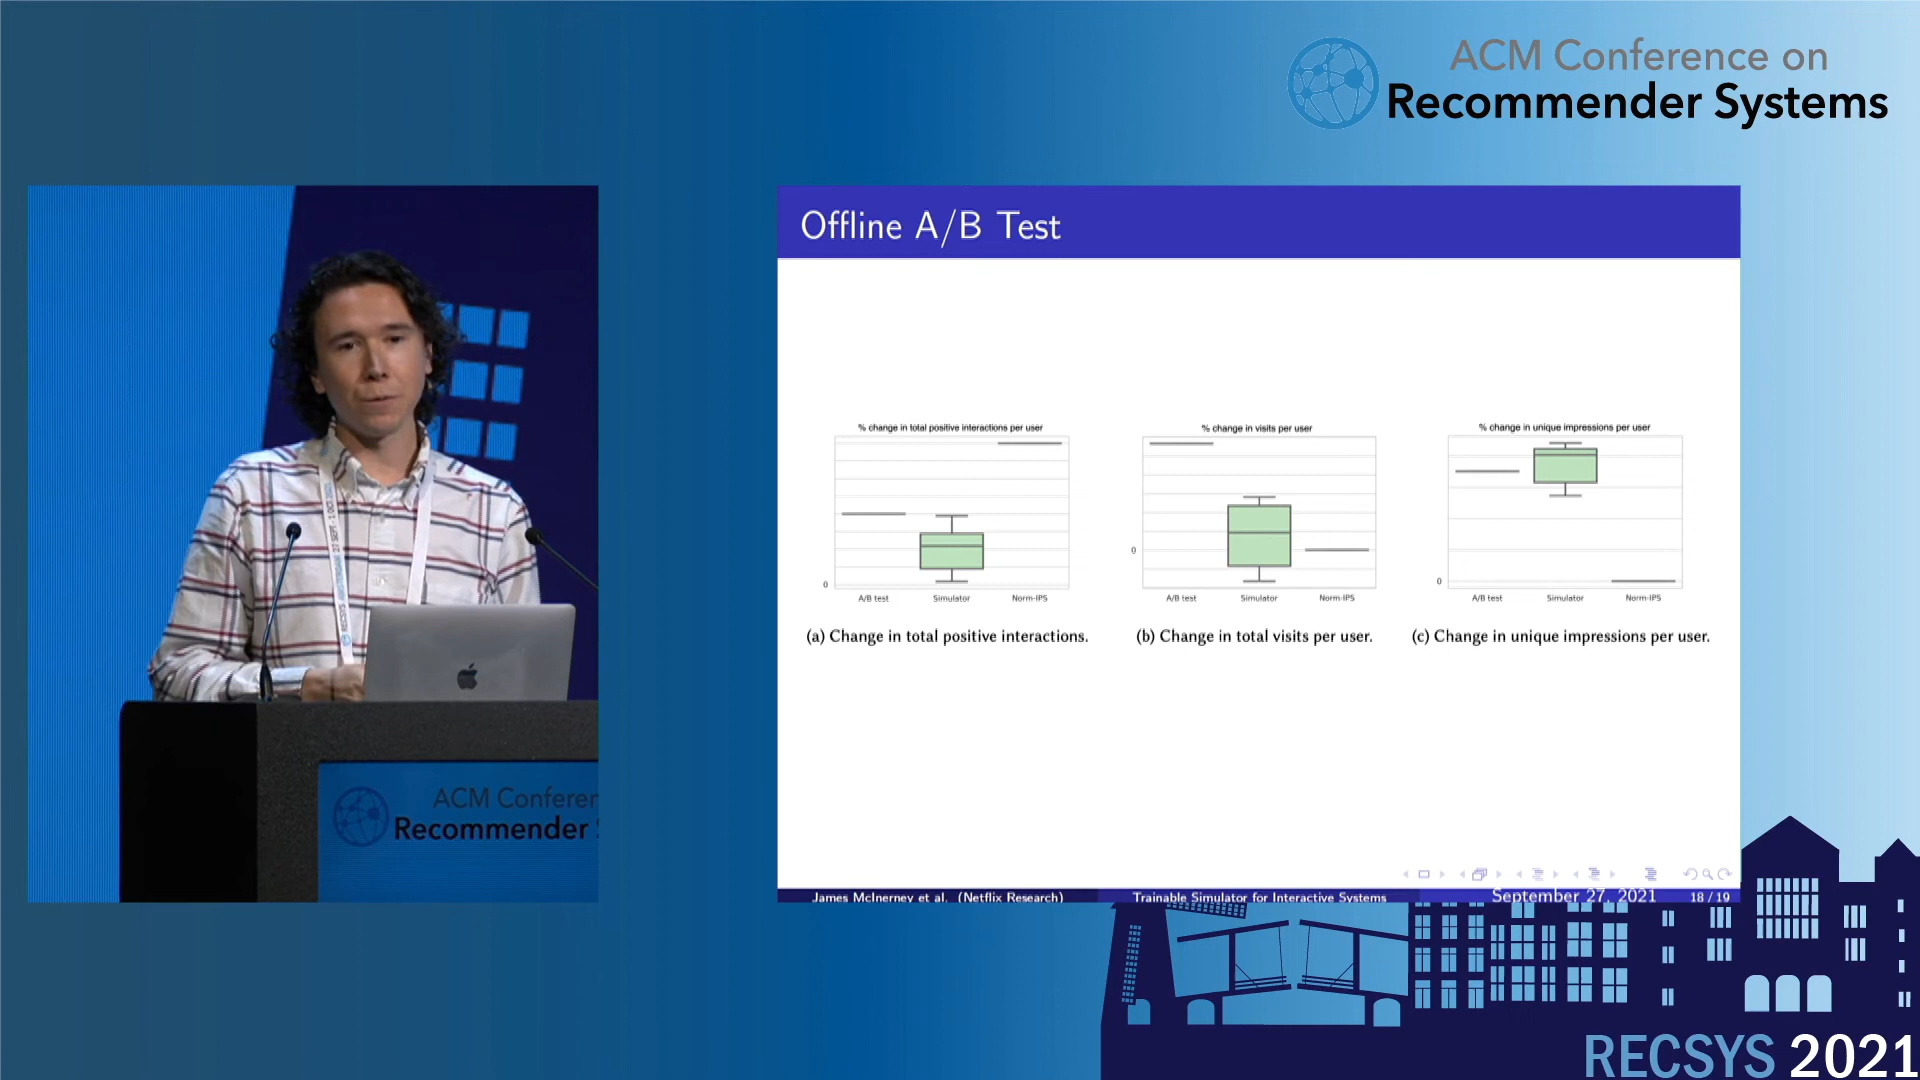 ACM Conference on
Recommender Systems
Offline A/B Test
% change in total positive interactions per user
0
A/B test
Simulator
Norm-IPS
(a) Change in total positive interactions.
% change in visits per user
0
A/B test
Simulator
Norm-IPS
(b) Change in total visits per user.
% change in unique impressions per user
0
A/B test
Simulator
Norm-IPS
(c) Change in unique impressions per user.
James McInerney et al. (Netflix Research)
Trainable Simulator for Interactive Systems
September 27, 2021
18 / 19
ACM Conferen
Recommender
RECSYS 2021